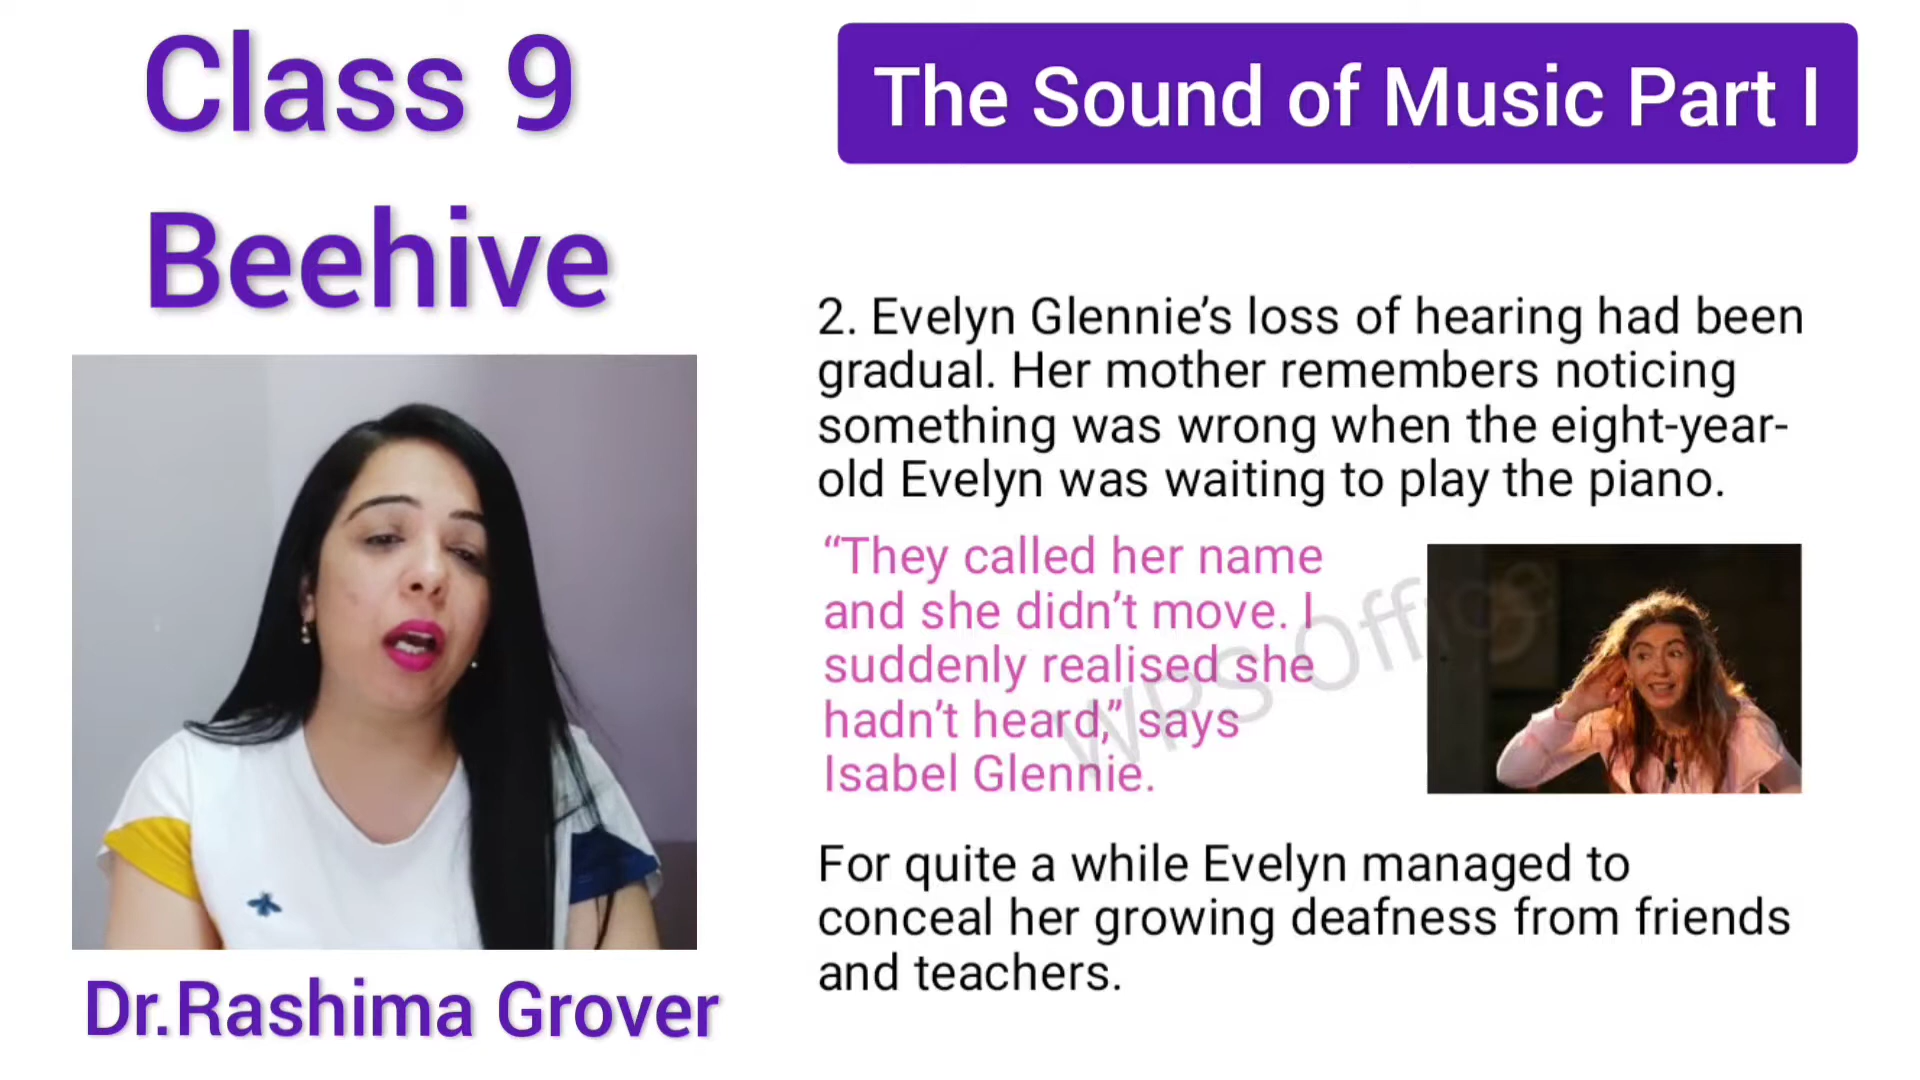 Class 9
Beehive
Dr.Rashima Grover
The Sound of Music Part I
2. Evelyn Glennie’s loss of hearing had been
gradual. Her mother remembers noticing
something was wrong when the eight-year-
old Evelyn was waiting to play the piano.
“They called her name
and she didn’t move. I
suddenly realised she
hadn’t heard,” says
Isabel Glennie.
WPS Office
For quite a while Evelyn managed to
conceal her growing deafness from friends
and teachers.